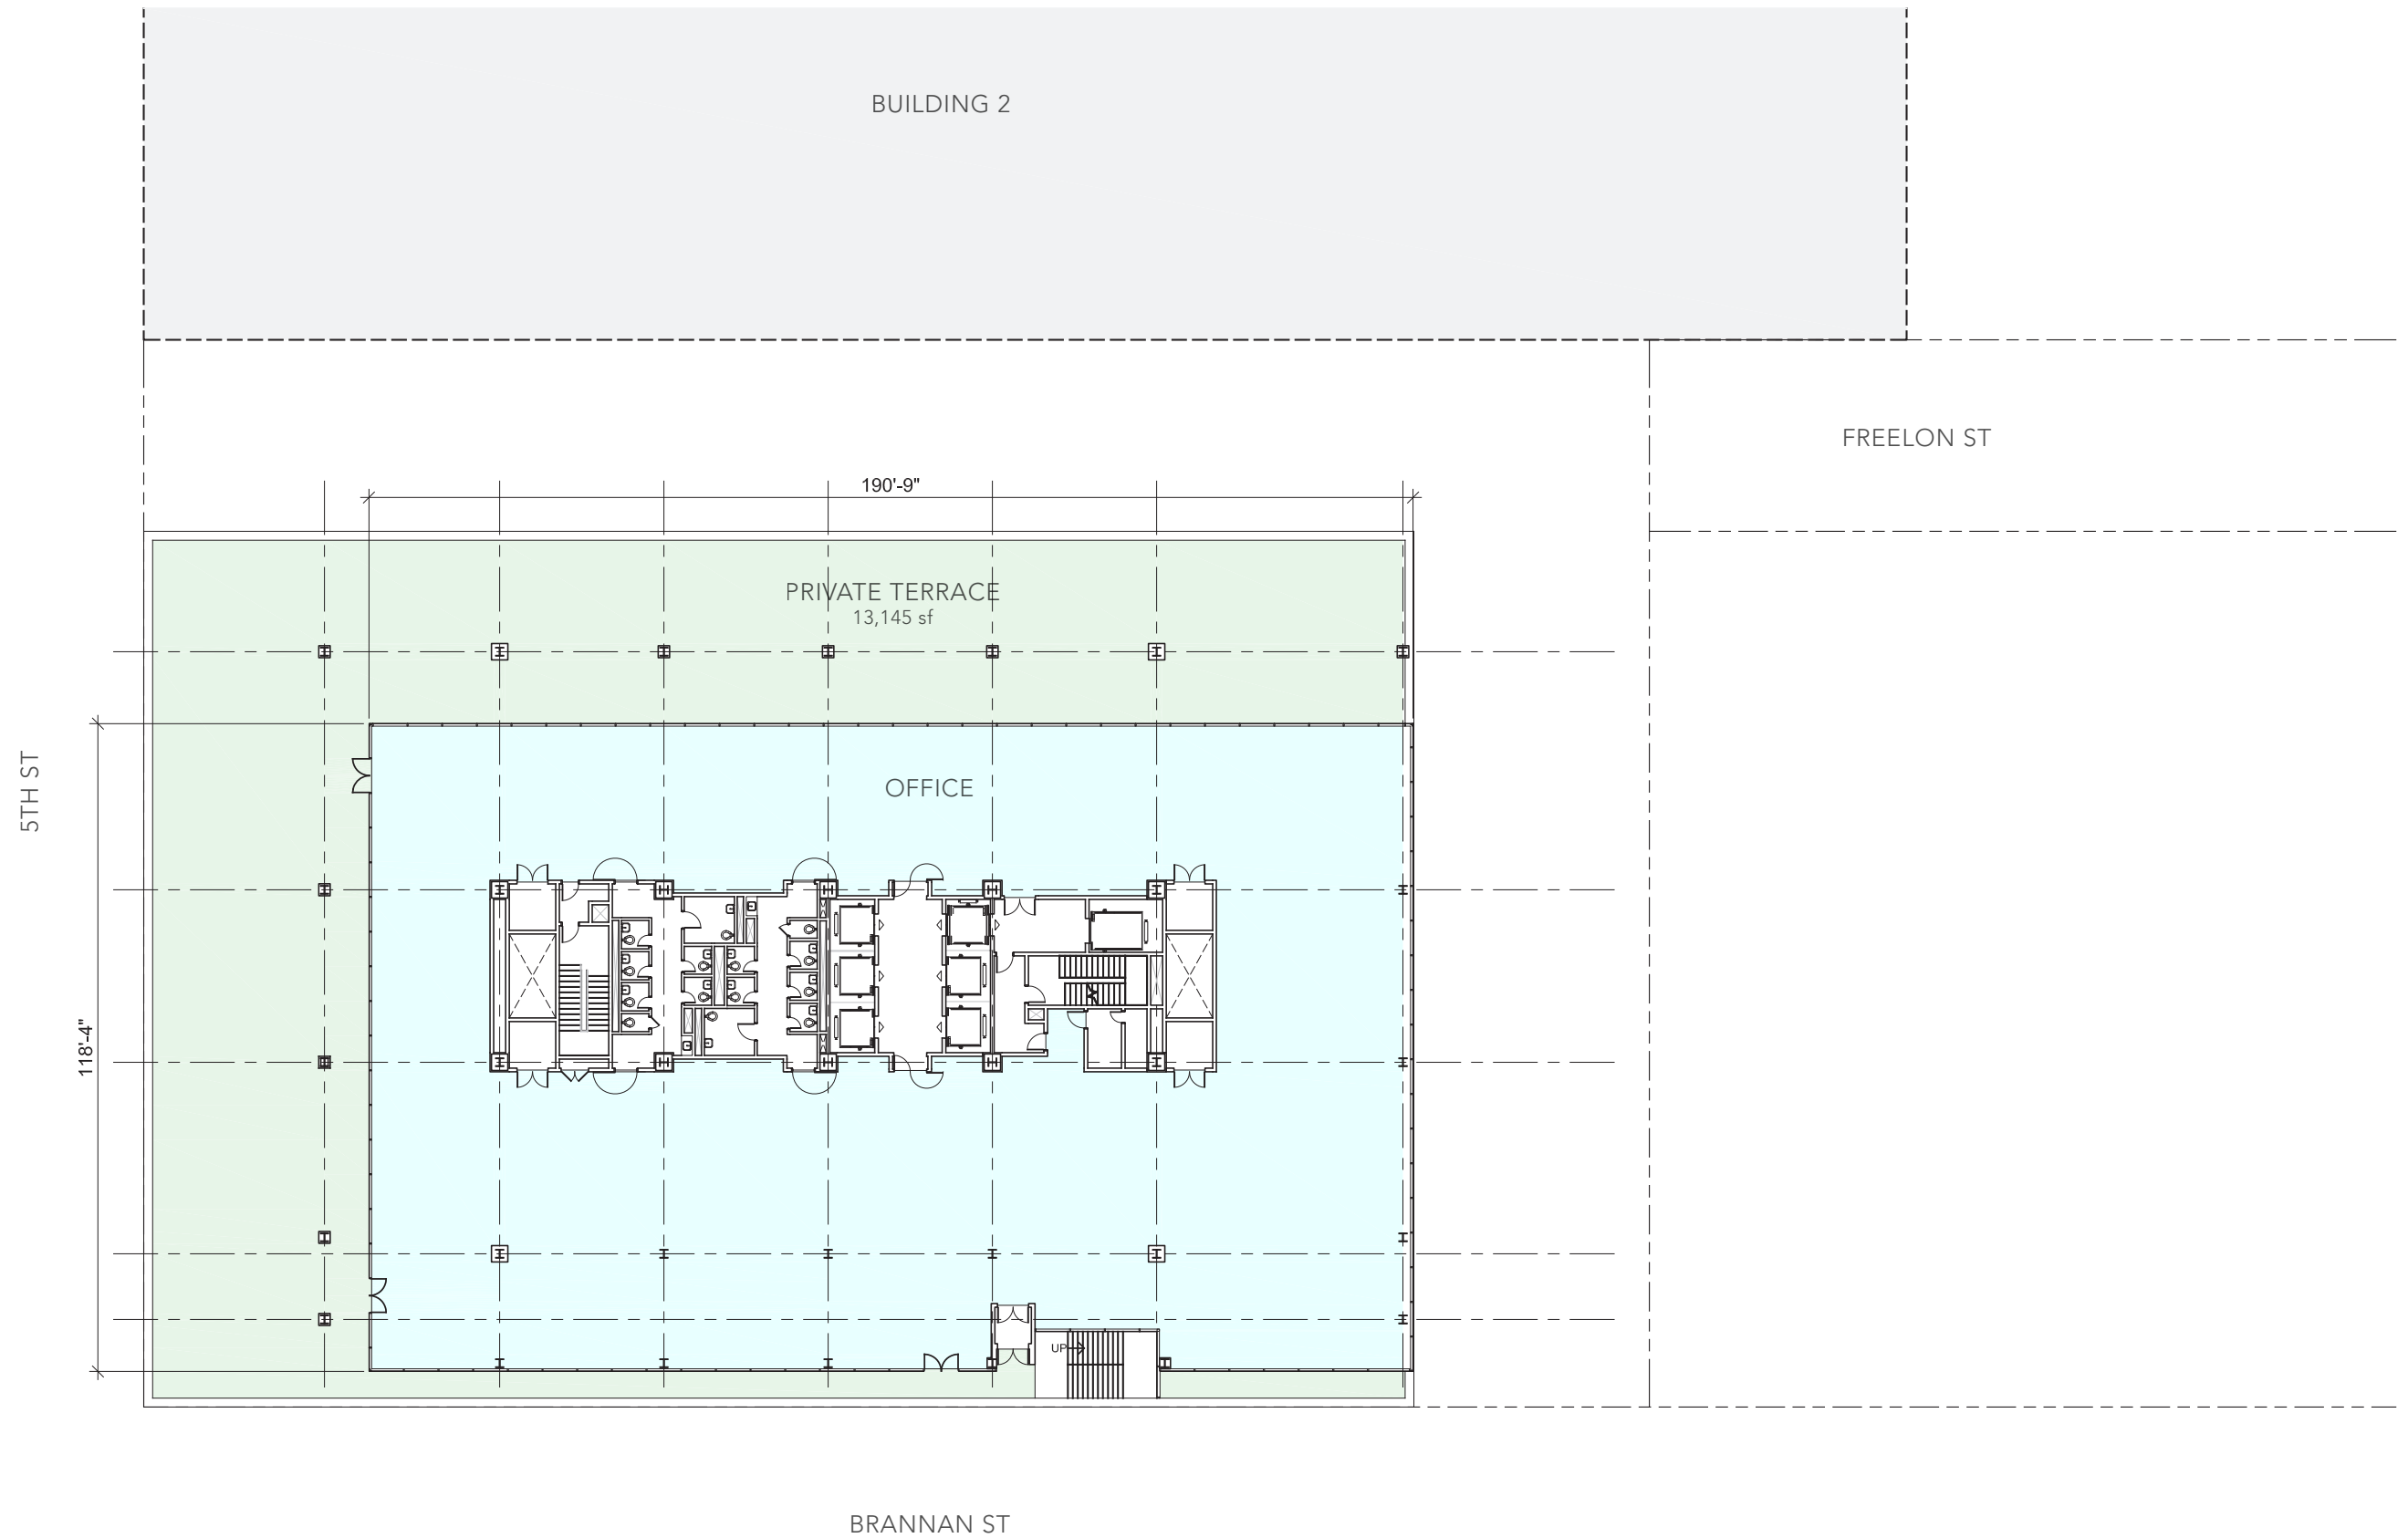 BUILDING 2
FREELON ST
190'-9"
PRIVATE TERRACE
13,145 sf
5TH ST
OFFICE
118'-4"
UP
BRANNAN ST